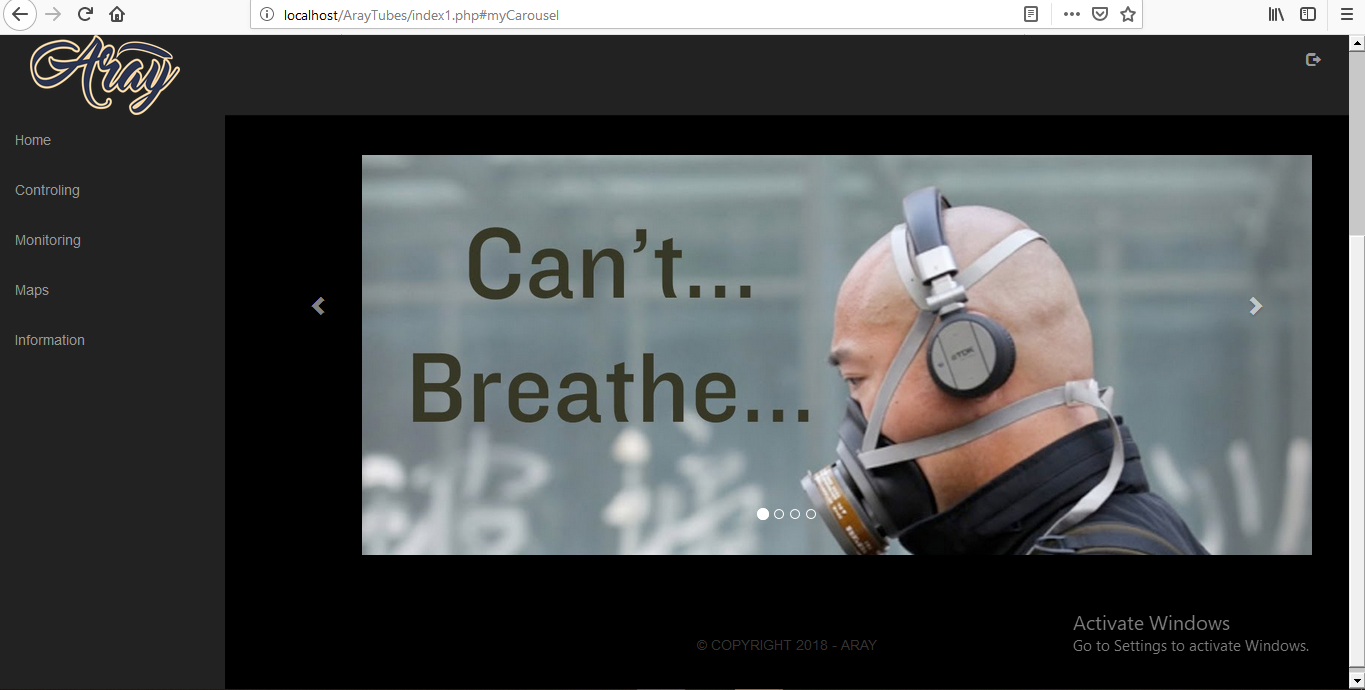 localhost/ArayTubes/index1.php#myCarousel
Aray
Home
Controling
Monitoring
Maps
Information
Can’t...
Breathe...
TDK
© COPYRIGHT 2018 - ARAY
Activate Windows
Go to Settings to activate Windows.